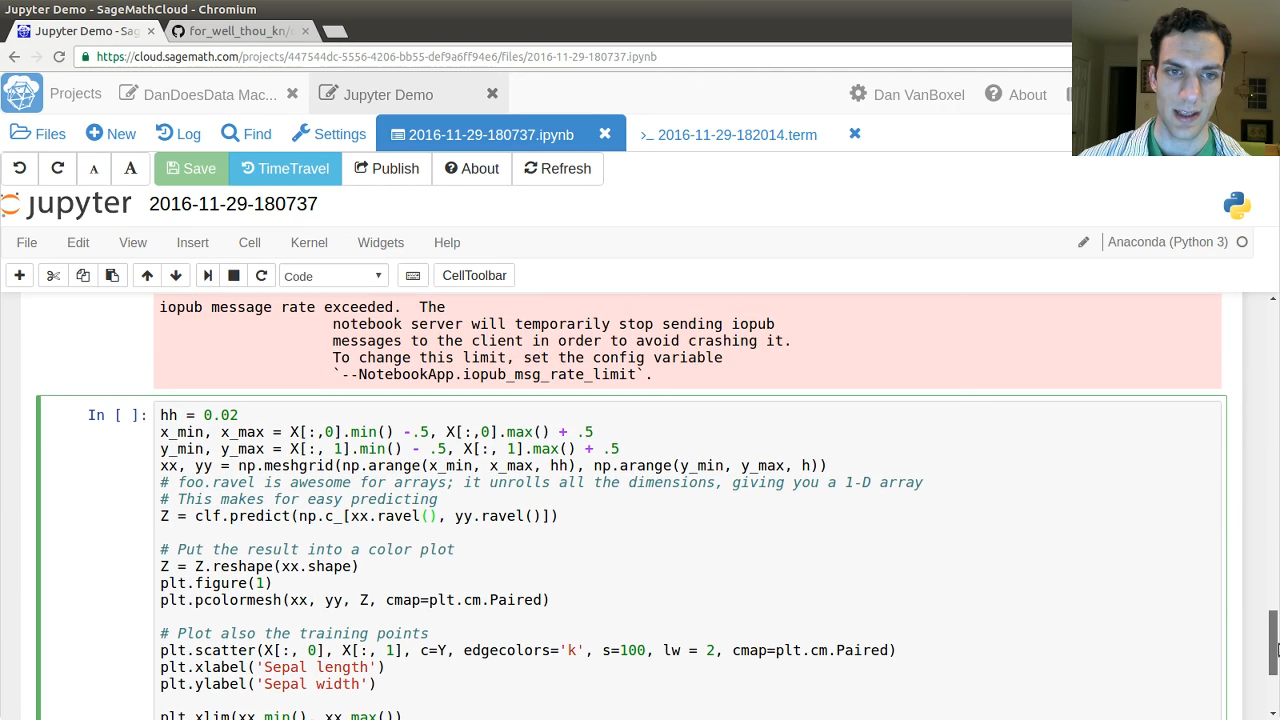 Jupyter Demo - SageMathCloud - Chromium
Jupyter Demo - Sag × for_well_thou_kn/ ×
https://cloud.sagemath.com/projects/447544dc-5556-4206-bb55-def9a6ff94e6/files/2016-11-29-180737.ipynb
Projects DanDoesData Mac... Jupyter Demo Dan VanBoxel About
Files New Log Find Settings 2016-11-29-180737.ipynb >_ 2016-11-29-182014.term
A A Save TimeTravel Publish About Refresh
jupyter 2016-11-29-180737
File Edit View Insert Cell Kernel Widgets Help Anaconda (Python 3)
Code CellToolbar
iopub message rate exceeded.  The
notebook server will temporarily stop sending iopub
messages to the client in order to avoid crashing it.
To change this limit, set the config variable
`--NotebookApp.iopub_msg_rate_limit`.
In [ ]: hh = 0.02
x_min, x_max = X[:,0].min() -.5, X[:,0].max() + .5
y_min, y_max = X[:, 1].min() - .5, X[:, 1].max() + .5
xx, yy = np.meshgrid(np.arange(x_min, x_max, hh), np.arange(y_min, y_max, h))
# foo.ravel is awesome for arrays; it unrolls all the dimensions, giving you a 1-D array
# This makes for easy predicting
Z = clf.predict(np.c_[xx.ravel(), yy.ravel()])
# Put the result into a color plot
Z = Z.reshape(xx.shape)
plt.figure(1)
plt.pcolormesh(xx, yy, Z, cmap=plt.cm.Paired)
# Plot also the training points
plt.scatter(X[:, 0], X[:, 1], c=Y, edgecolors='k', s=100, lw = 2, cmap=plt.cm.Paired)
plt.xlabel('Sepal length')
plt.ylabel('Sepal width')
plt.xlim(xx.min(), xx.max())